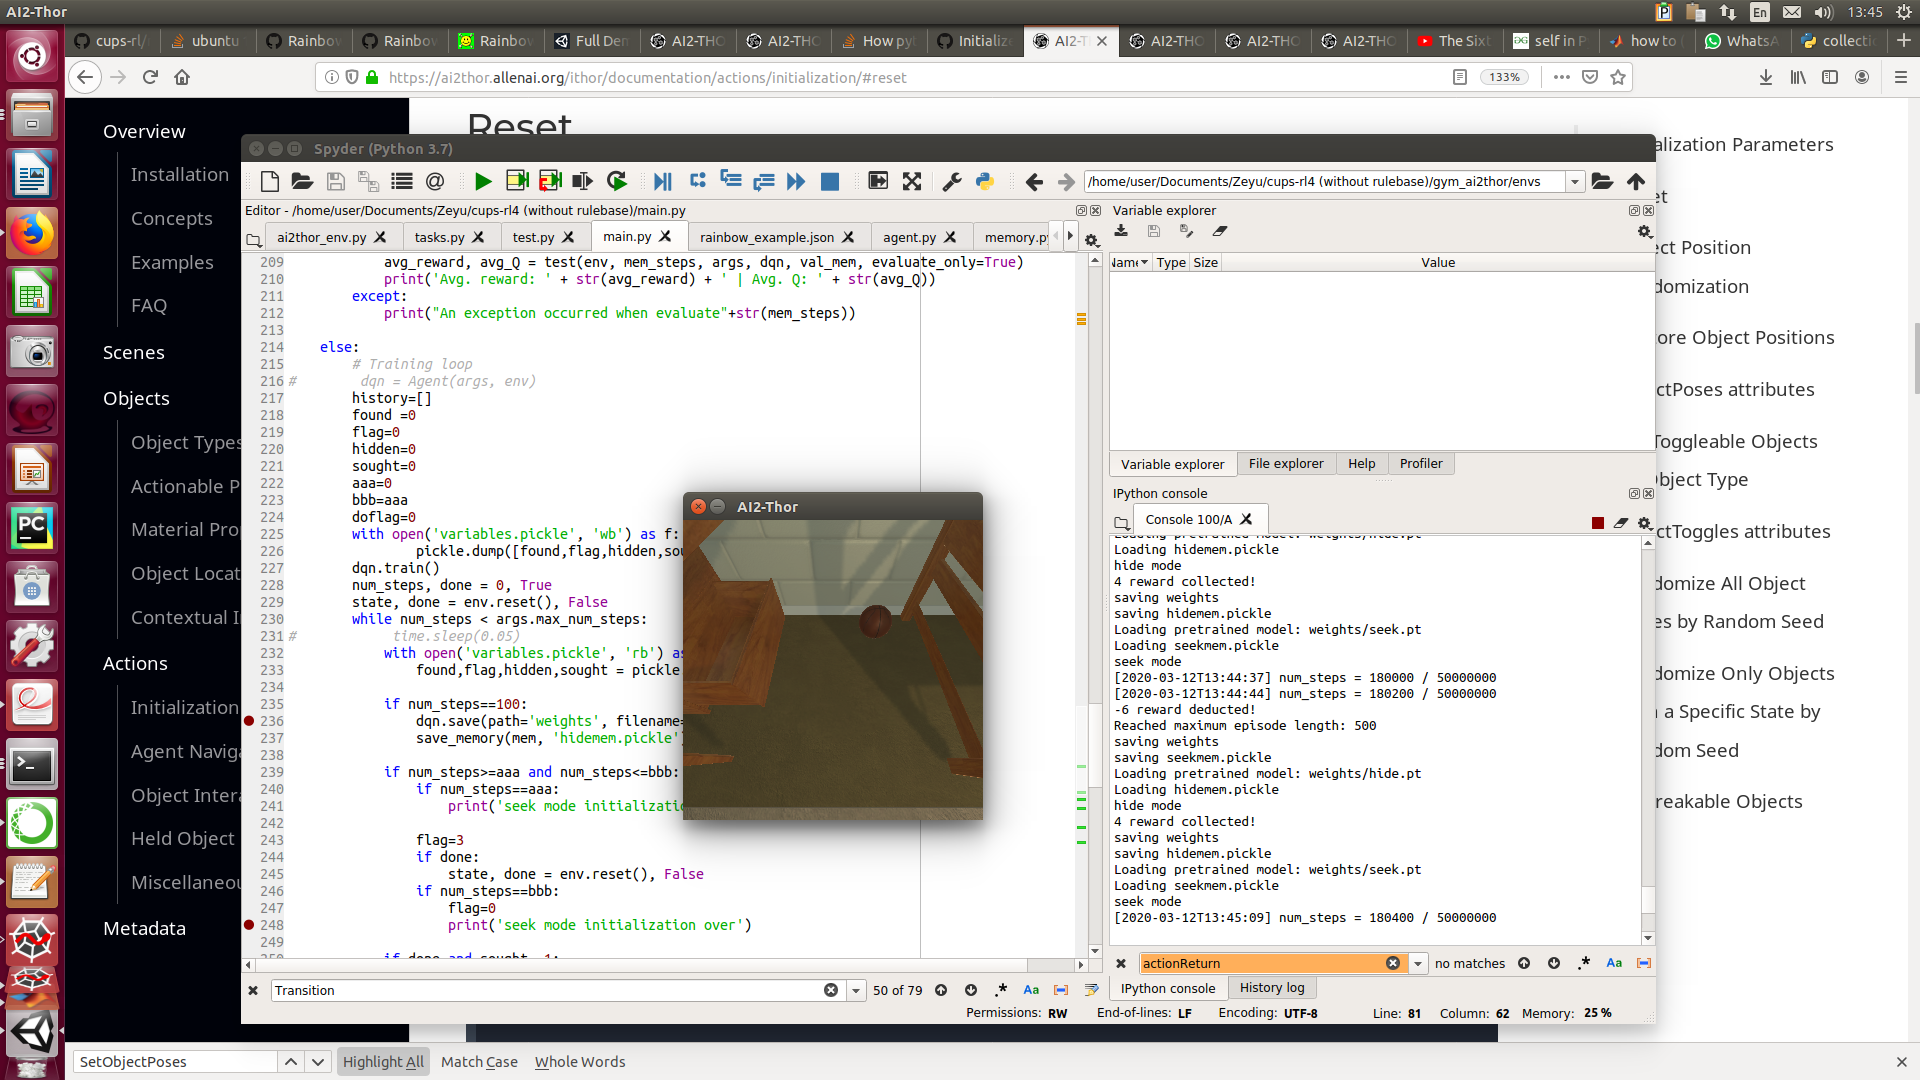 AI2-Thor
En
13:45
cups-rl/
ubuntu
Rainbov
Rainbov
Rainbov
Full Den
AI2-THO
AI2-THO
How pyt
Initialize
AI2-T
AI2-THO
AI2-THO
AI2-THO
The Sixt
self in P
how to
WhatsA
collecti
https://ai2thor.allenai.org/ithor/documentation/actions/initialization/#reset
133%
Overview
Installation
Concepts
Examples
FAQ
Scenes
Objects
Object Types
Actionable P
Material Pro
Object Locat
Contextual I
Actions
Initialization
Agent Naviga
Object Intera
Held Object
Miscellaneou
Metadata
Reset
Spyder (Python 3.7)
/home/user/Documents/Zeyu/cups-rl4 (without rulebase)/gym_ai2thor/envs
Editor - /home/user/Documents/Zeyu/cups-rl4 (without rulebase)/main.py
ai2thor_env.py
tasks.py
test.py
main.py
rainbow_example.json
agent.py
memory.py
209 avg_reward, avg_Q = test(env, mem_steps, args, dqn, val_mem, evaluate_only=True)
210 print('Avg. reward: ' + str(avg_reward) + ' | Avg. Q: ' + str(avg_Q))
211 except:
212 print("An exception occurred when evaluate"+str(mem_steps))
213
214 else:
215 # Training loop
216 # dqn = Agent(args, env)
217 history=[]
218 found =0
219 flag=0
220 hidden=0
221 sought=0
222 aaa=0
223 bbb=aaa
224 doflag=0
225 with open('variables.pickle', 'wb') as f:
226 pickle.dump([found,flag,hidden,sou
227 dqn.train()
228 num_steps, done = 0, True
229 state, done = env.reset(), False
230 while num_steps < args.max_num_steps:
231 # time.sleep(0.05)
232 with open('variables.pickle', 'rb') as
233 found,flag,hidden,sought = pickle
234
235 if num_steps==100:
236 dqn.save(path='weights', filename=
237 save_memory(mem, 'hidemem.pickle')
238
239 if num_steps>=aaa and num_steps<=bbb:
240 if num_steps==aaa:
241 print('seek mode initializatio
242
243 flag=3
244 if done:
245 state, done = env.reset(), False
246 if num_steps==bbb:
247 flag=0
248 print('seek mode initialization over')
249
250 if done and sought 1:
Transition
50 of 79
Aa
AI2-Thor
Variable explorer
Name
Type
Size
Value
Variable explorer
File explorer
Help
Profiler
IPython console
Console 100/A
Loading pretrained model: weights/hide.pt
Loading hidemem.pickle
hide mode
4 reward collected!
saving weights
saving hidemem.pickle
Loading pretrained model: weights/seek.pt
Loading seekmem.pickle
seek mode
[2020-03-12T13:44:37] num_steps = 180000 / 50000000
[2020-03-12T13:44:44] num_steps = 180200 / 50000000
-6 reward deducted!
Reached maximum episode length: 500
saving weights
saving seekmem.pickle
Loading pretrained model: weights/hide.pt
Loading hidemem.pickle
hide mode
4 reward collected!
saving weights
saving hidemem.pickle
Loading pretrained model: weights/seek.pt
Loading seekmem.pickle
seek mode
[2020-03-12T13:45:09] num_steps = 180400 / 50000000
actionReturn
no matches
Aa
IPython console
History log
Permissions: RW
End-of-lines: LF
Encoding: UTF-8
Line: 81
Column: 62
Memory: 25 %
alization Parameters
et
ect Position
domization
ore Object Positions
ctPoses attributes
Toggleable Objects
bject Type
ctToggles attributes
domize All Object
es by Random Seed
domize Only Objects
a Specific State by
dom Seed
reakable Objects
SetObjectPoses
Highlight All
Match Case
Whole Words
PC